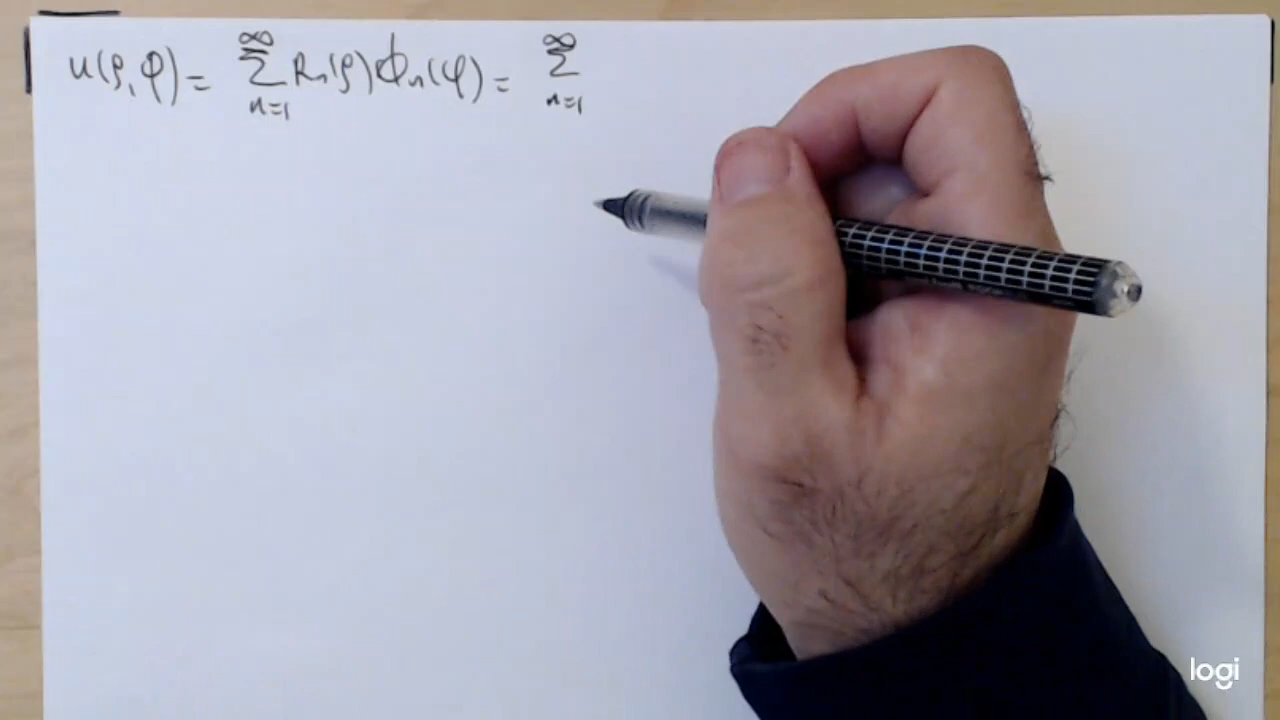 u(ρ,φ) = ∑_{n=1}^{∞} R_n(ρ)Φ_n(φ) = ∑_{n=1}^{∞}
logi